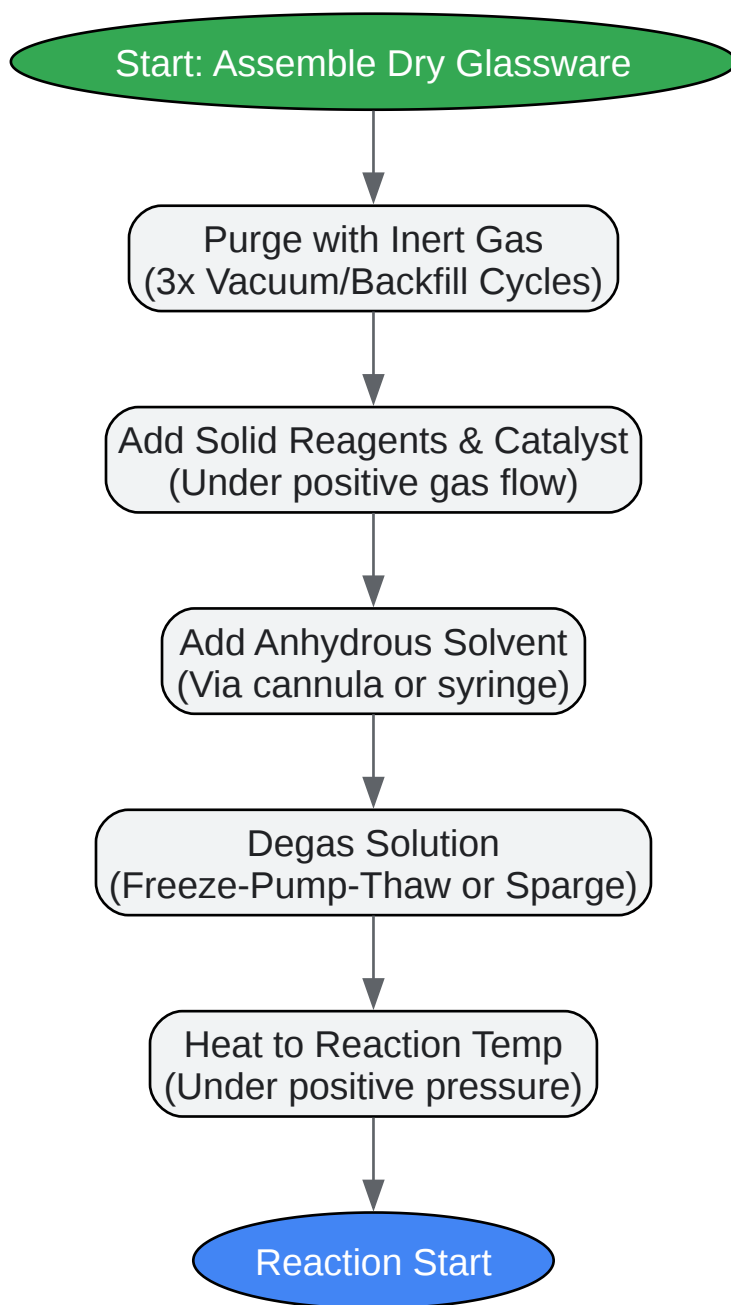 Start: Assemble Dry Glassware
Purge with Inert Gas
(3x Vacuum/Backfill Cycles)
Add Solid Reagents & Catalyst
(Under positive gas flow)
Add Anhydrous Solvent
(Via cannula or syringe)
Degas Solution
(Freeze-Pump-Thaw or Sparge)
Heat to Reaction Temp
(Under positive pressure)
Reaction Start